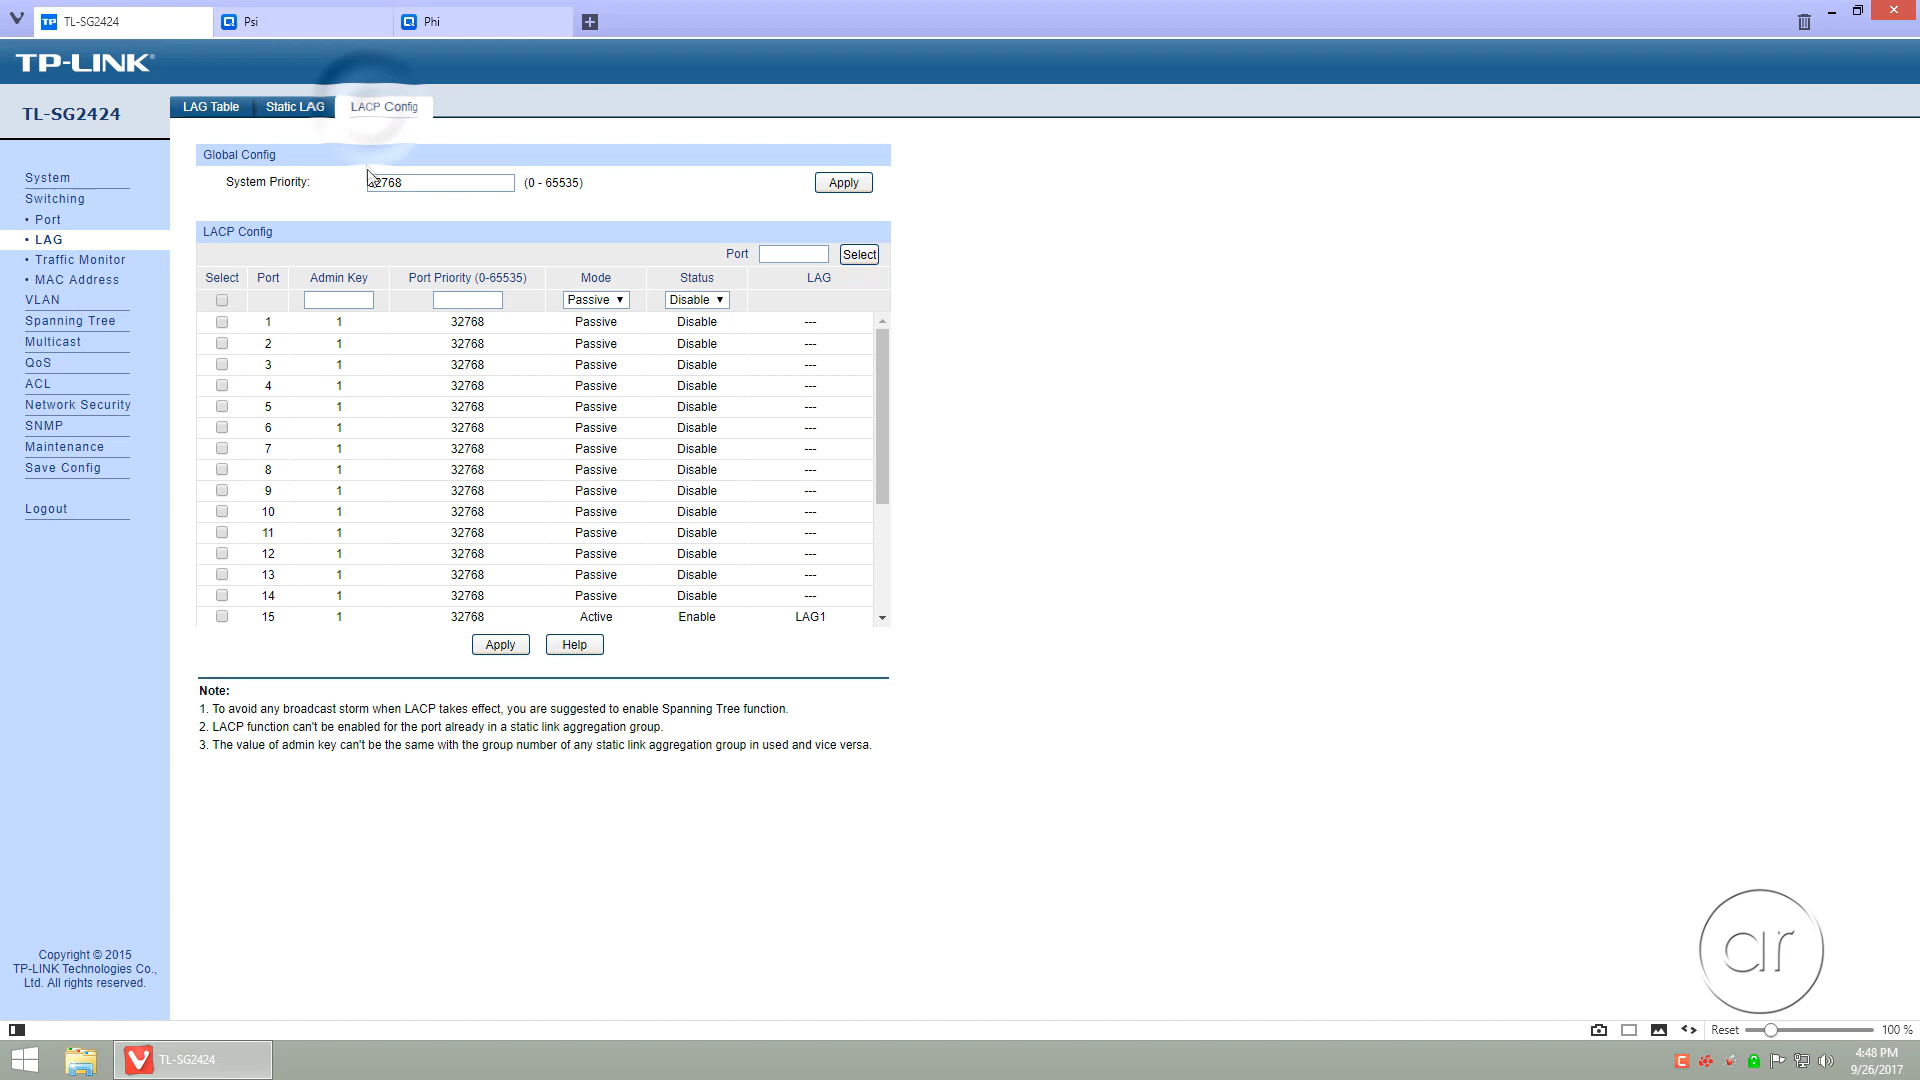 TL-SG2424 Psi Phi
TP-LINK
TL-SG2424
LAG Table Static LAG LACP Config
System
Switching
• Port
• LAG
• Traffic Monitor
• MAC Address
VLAN
Spanning Tree
Multicast
QoS
ACL
Network Security
SNMP
Maintenance
Save Config
Logout
Copyright © 2015
TP-LINK Technologies Co.,
Ltd. All rights reserved.
Global Config
System Priority: 2768 (0 - 65535) Apply
LACP Config
Port Select
Select Port Admin Key Port Priority (0-65535) Mode Status LAG
Passive Disable
1 1 32768 Passive Disable ---
2 1 32768 Passive Disable ---
3 1 32768 Passive Disable ---
4 1 32768 Passive Disable ---
5 1 32768 Passive Disable ---
6 1 32768 Passive Disable ---
7 1 32768 Passive Disable ---
8 1 32768 Passive Disable ---
9 1 32768 Passive Disable ---
10 1 32768 Passive Disable ---
11 1 32768 Passive Disable ---
12 1 32768 Passive Disable ---
13 1 32768 Passive Disable ---
14 1 32768 Passive Disable ---
15 1 32768 Active Enable LAG1
Apply Help
Note:
1. To avoid any broadcast storm when LACP takes effect, you are suggested to enable Spanning Tree function.
2. LACP function can't be enabled for the port already in a static link aggregation group.
3. The value of admin key can't be the same with the group number of any static link aggregation group in used and vice versa.
ar
Reset 100 %
TL-SG2424
4:48 PM
9/26/2017